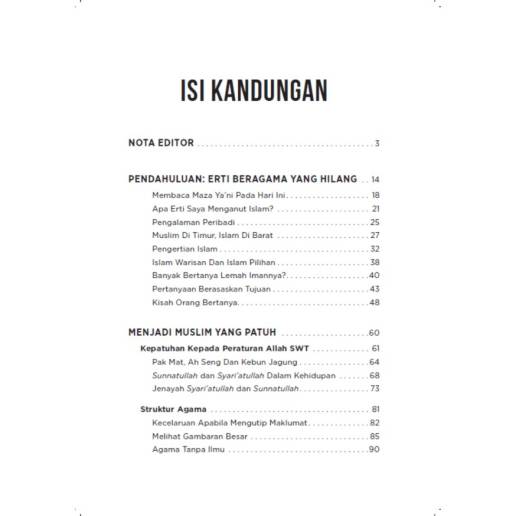 ISI KANDUNGAN
NOTA EDITOR 3
PENDAHULUAN: ERTI BERAGAMA YANG HILANG 14
Membaca Maza Ya'ni Pada Hari Ini 18
Apa Erti Saya Menganut Islam? 21
Pengalaman Peribadi 25
Muslim Di Timur, Islam Di Barat 27
Pengertian Islam 32
Islam Warisan Dan Islam Pilihan 38
Banyak Bertanya Lemah Imannya? 40
Pertanyaan Berasaskan Tujuan 43
Kisah Orang Bertanya 48
MENJADI MUSLIM YANG PATUH 60
Kepatuhan Kepada Peraturan Allah SWT 61
Pak Mat, Ah Seng Dan Kebun Jagung 64
Sunnatullah dan Syari'atullah Dalam Kehidupan 68
Jenayah Syari'atullah dan Sunnatullah 73
Struktur Agama 81
Kecelaruan Apabila Mengutip Maklumat 82
Melihat Gambaran Besar 85
Agama Tanpa Ilmu 90